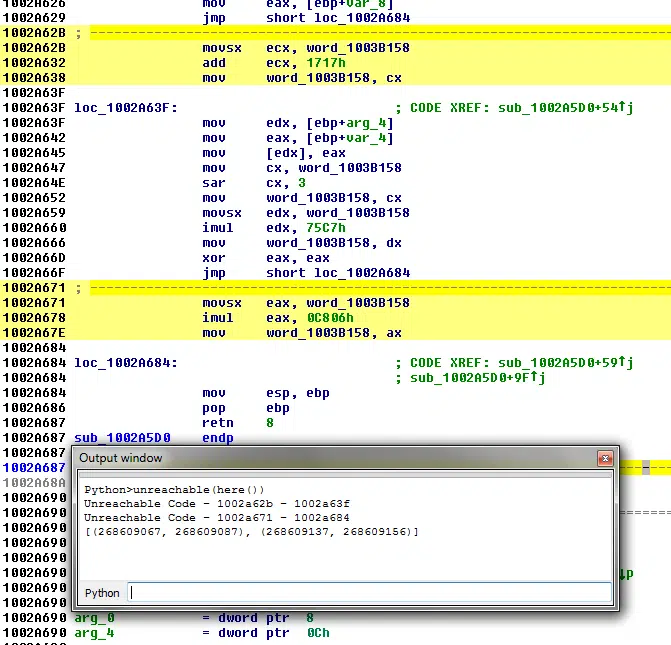 1002A626 mov eax, [ebp+var_8]
1002A629 jmp short loc_1002A684
1002A62B ; ---------------------------------------------------------------------------
1002A62B movsx ecx, word_1003B158
1002A632 add ecx, 1717h
1002A638 mov word_1003B158, cx
1002A63F
1002A63F loc_1002A63F: ; CODE XREF: sub_1002A5D0+54↑j
1002A63F mov edx, [ebp+arg_4]
1002A642 mov eax, [ebp+var_4]
1002A645 mov [edx], eax
1002A647 mov cx, word_1003B158
1002A64E sar cx, 3
1002A652 mov word_1003B158, cx
1002A659 movsx edx, word_1003B158
1002A660 imul edx, 75C7h
1002A666 mov word_1003B158, dx
1002A66D xor eax, eax
1002A66F jmp short loc_1002A684
1002A671 ; ---------------------------------------------------------------------------
1002A671 movsx eax, word_1003B158
1002A678 imul eax, 0C806h
1002A67E mov word_1003B158, ax
1002A684
1002A684 loc_1002A684: ; CODE XREF: sub_1002A5D0+59↑j
1002A684 ; sub_1002A5D0+9F↑j
1002A684 mov esp, ebp
1002A686 pop ebp
1002A687 retn 8
1002A687 sub_1002A5D0 endp
1002A687
1002A687
1002A68A
1002A690
1002A690
1002A690
1002A690
1002A690
1002A690
1002A690
1002A690
Output window
Python>unreachable(here())
Unreachable Code - 1002a62b - 1002a63f
Unreachable Code - 1002a671 - 1002a684
[(268609067, 268609087), (268609137, 268609156)]
Python
↓p
1002A690 arg_0 = dword ptr 8
1002A690 arg_4 = dword ptr 0Ch